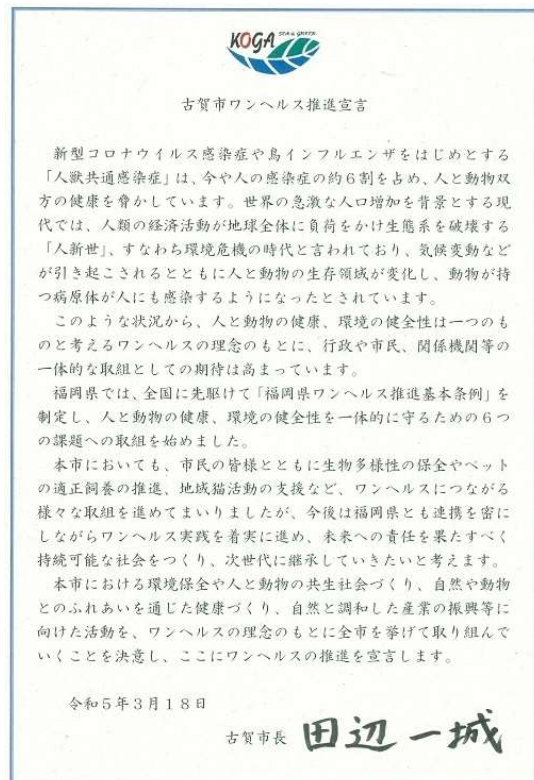 KOGA SEA & GREEN
古賀市ワンヘルス推進宣言
新型コロナウイルス感染症や鳥インフルエンザをはじめとする
「人獣共通感染症」は、今や人の感染症の約6割を占め、人と動物双
方の健康を脅かしています。世界の急激な人口増加を背景とする現
代では、人類の経済活動が地球全体に負荷をかけ生態系を破壊する
「人新世」、すなわち環境危機の時代と言われており、気候変動など
が引き起こされるとともに人と動物の生存領域が変化し、動物が持
つ病原体が人にも感染するようになったとされています。
このような状況から、人と動物の健康、環境の健全性は一つのも
のと考えるワンヘルスの理念のもとに、行政や市民、関係機関等の
一体的な取組としての期待は高まっています。
福岡県では、全国に先駆けて「福岡県ワンヘルス推進基本条例」を
制定し、人と動物の健康、環境の健全性を一体的に守るための6つ
の課題への取組を始めました。
本市においても、市民の皆様とともに生物多様性の保全やペット
の適正飼養の推進、地域猫活動の支援など、ワンヘルスにつながる
様々な取組を進めてまいりましたが、今後は福岡県とも連携を密に
しながらワンヘルス実践を着実に進め、未来への責任を果たすべく
持続可能な社会をつくり、次世代に継承していきたいと考えます。
本市における環境保全や人と動物の共生社会づくり、自然や動物
とのふれあいを通じた健康づくり、自然と調和した産業の振興等に
向けた活動を、ワンヘルスの理念のもとに全市を挙げて取り組んで
いくことを決意し、ここにワンヘルスの推進を宣言します。
令和5年3月18日
古賀市長 田辺一城